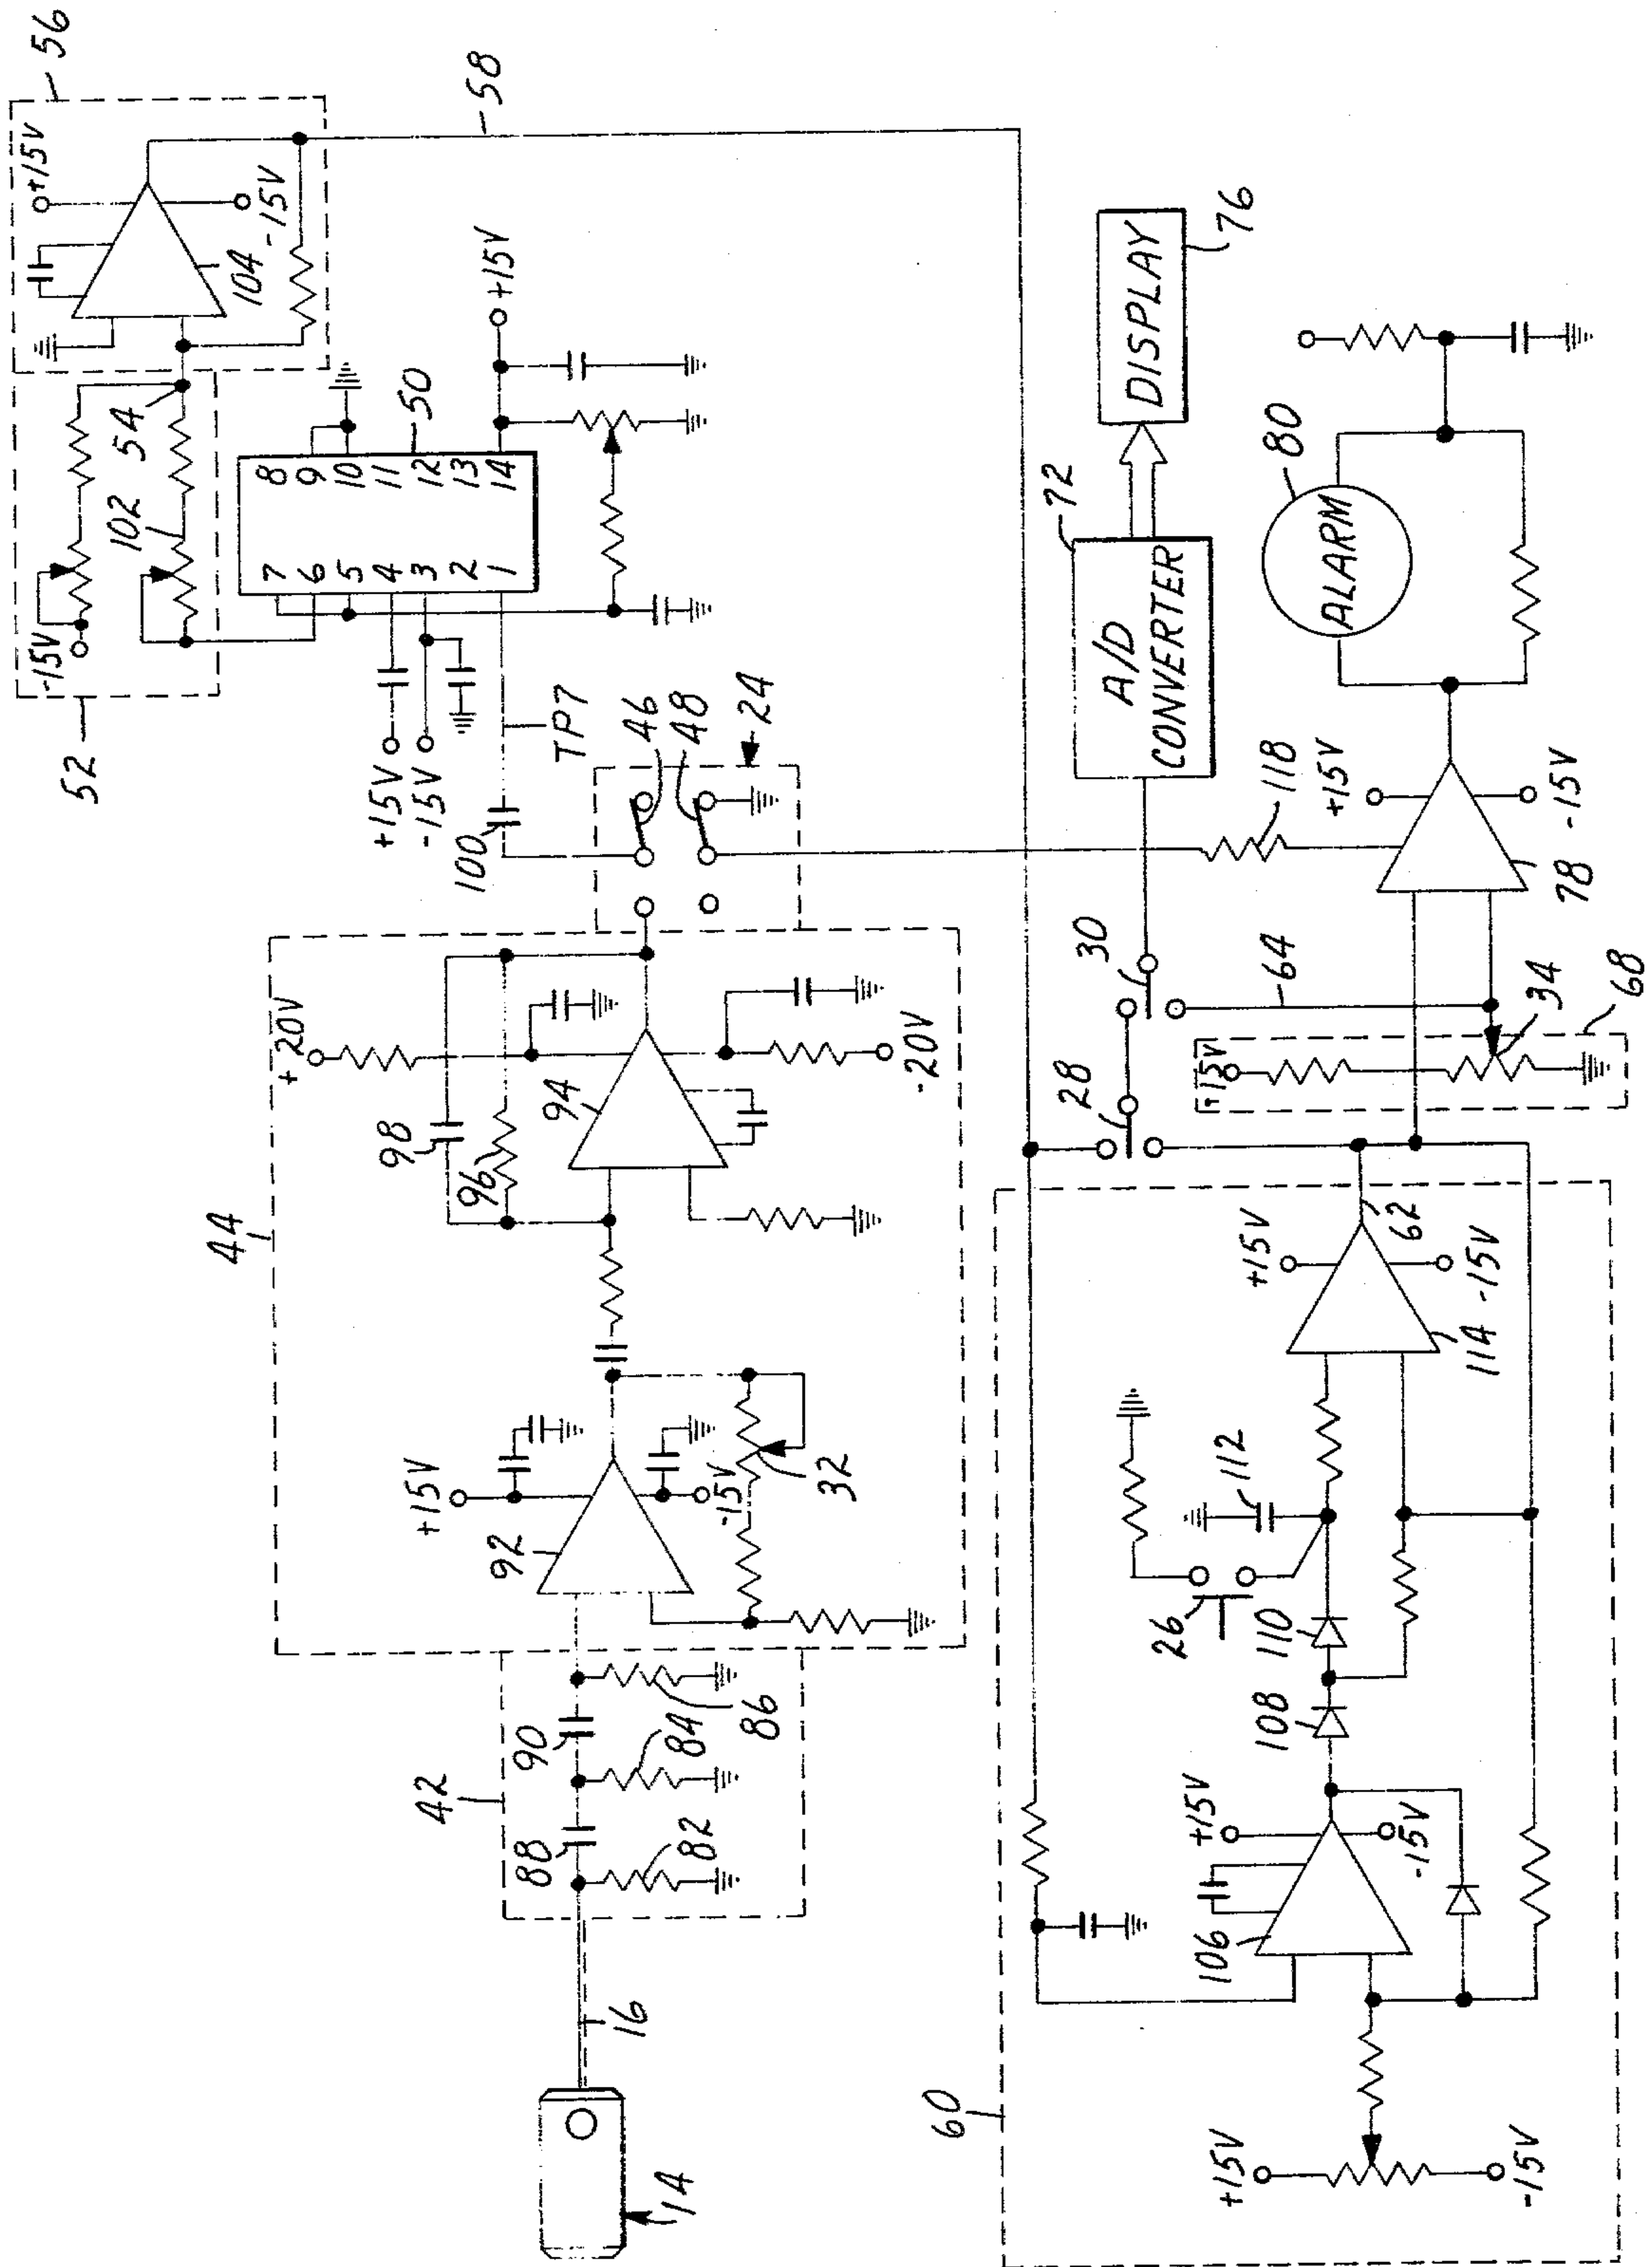 14
16
42
88
90
82
84
86
44
92
+15V
-15V
32
98
96
94
+20V
-20V
24
46
48
100
TP7
+15V
-15V
7
6
5
4
3
2
1
8
9
10
11
12
13
14
50
+15V
52
-15V
102
54
56
+15V
104
-15V
58
60
+15V
-15V
106
+15V
-15V
108
110
26
112
114
+15V
-15V
62
28
30
64
+15V
34
68
118
78
+15V
-15V
72
A/D
CONVERTER
DISPLAY
76
ALARM
80